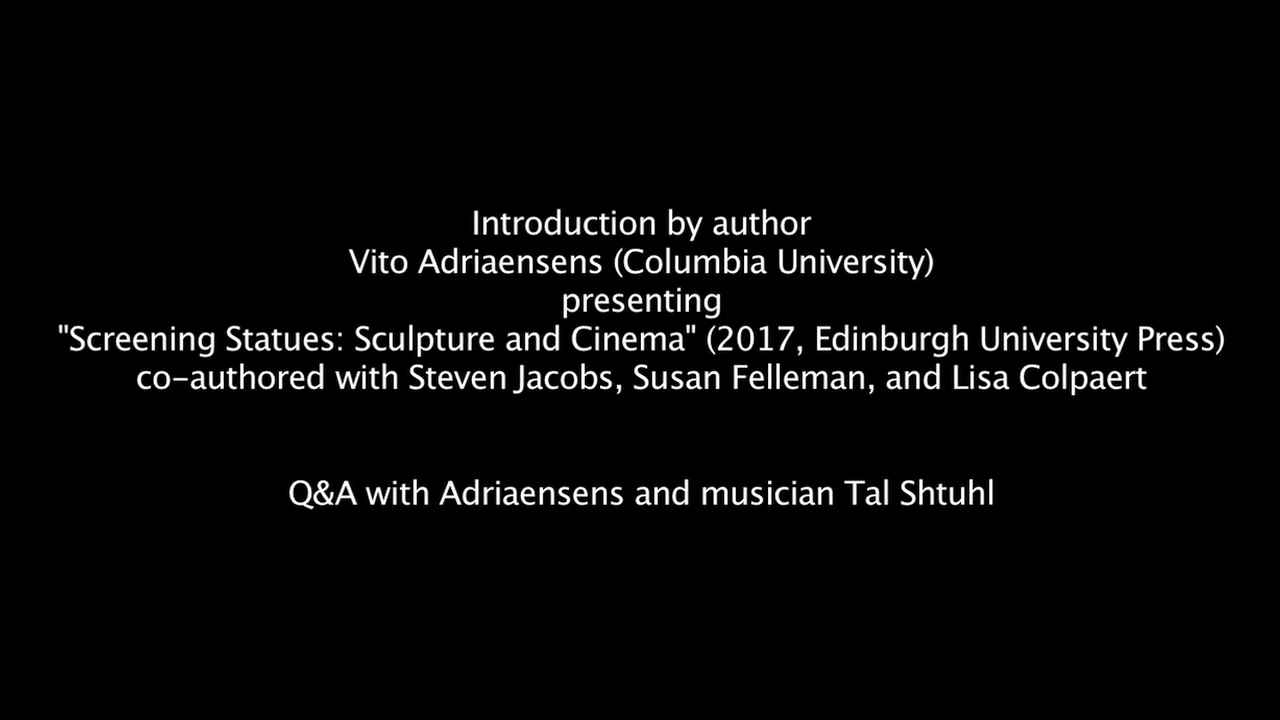 Introduction by author
Vito Adriaensens (Columbia University)
presenting
"Screening Statues: Sculpture and Cinema" (2017, Edinburgh University Press)
co-authored with Steven Jacobs, Susan Felleman, and Lisa Colpaert
Q&A with Adriaensens and musician Tal Shtuhl